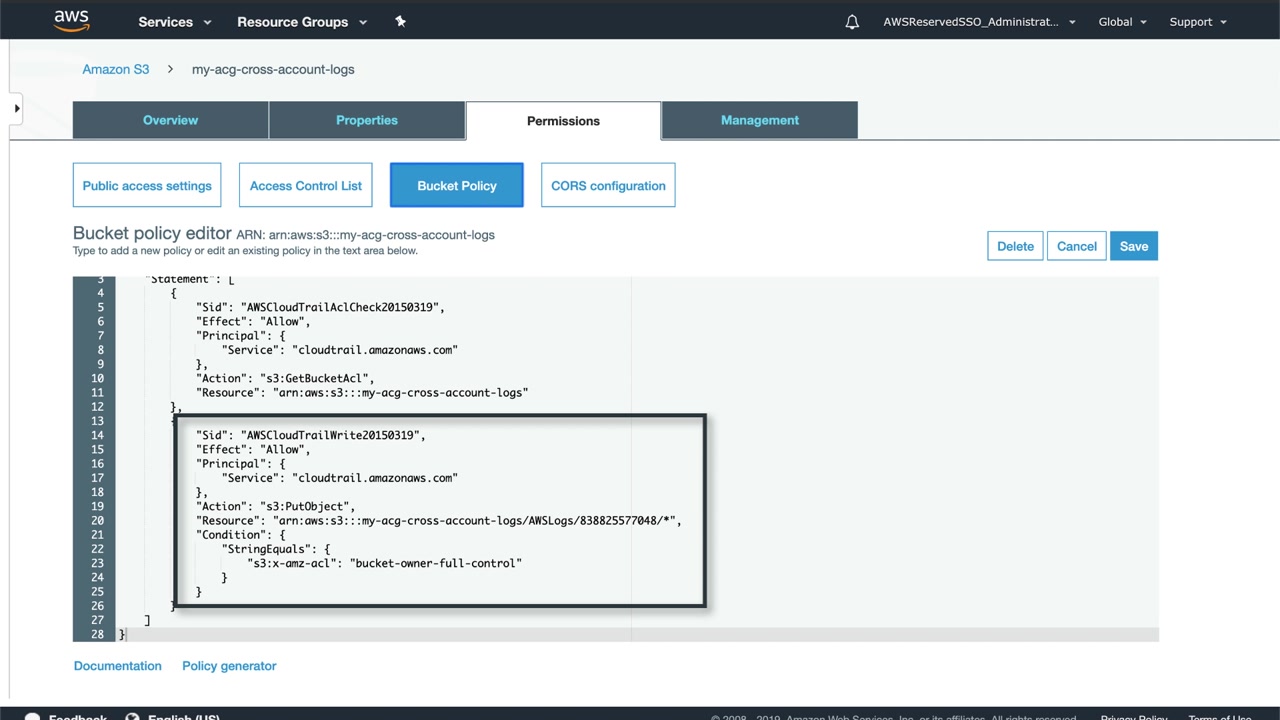 aws Services Resource Groups AWSReservedSSO_Administrat... Global Support
Amazon S3 > my-acg-cross-account-logs
Overview Properties Permissions Management
Public access settings Access Control List Bucket Policy CORS configuration
Bucket policy editor ARN: arn:aws:s3:::my-acg-cross-account-logs
Type to add a new policy or edit an existing policy in the text area below.
Delete Cancel Save
3 "Statement": [
4 {
5 "Sid": "AWSCloudTrailAclCheck20150319",
6 "Effect": "Allow",
7 "Principal": {
8 "Service": "cloudtrail.amazonaws.com"
9 },
10 "Action": "s3:GetBucketAcl",
11 "Resource": "arn:aws:s3:::my-acg-cross-account-logs"
12 },
13 {
14 "Sid": "AWSCloudTrailWrite20150319",
15 "Effect": "Allow",
16 "Principal": {
17 "Service": "cloudtrail.amazonaws.com"
18 },
19 "Action": "s3:PutObject",
20 "Resource": "arn:aws:s3:::my-acg-cross-account-logs/AWSLogs/838825577048/*",
21 "Condition": {
22 "StringEquals": {
23 "s3:x-amz-acl": "bucket-owner-full-control"
24 }
25 }
26 }
27 ]
28 }
Documentation Policy generator
Feedback English (US) © 2008 - 2019, Amazon Web Services, Inc. or its affiliates. All rights reserved. Privacy Policy Terms of Use